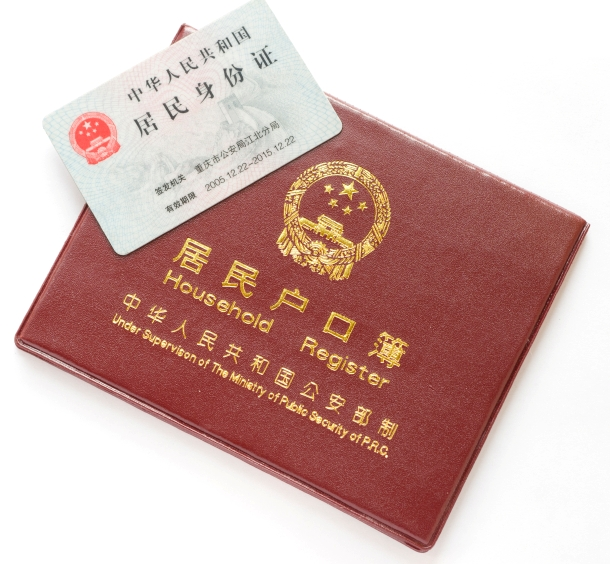 中华人民共和国
居民身份证
签发机关 重庆市公安局江北分局
有效期限 2005.12.22-2015.12.22
居民户口簿
Household Register
中华人民共和国公安部制
Under Supervision of The Ministry of Public Security of P.R.C.